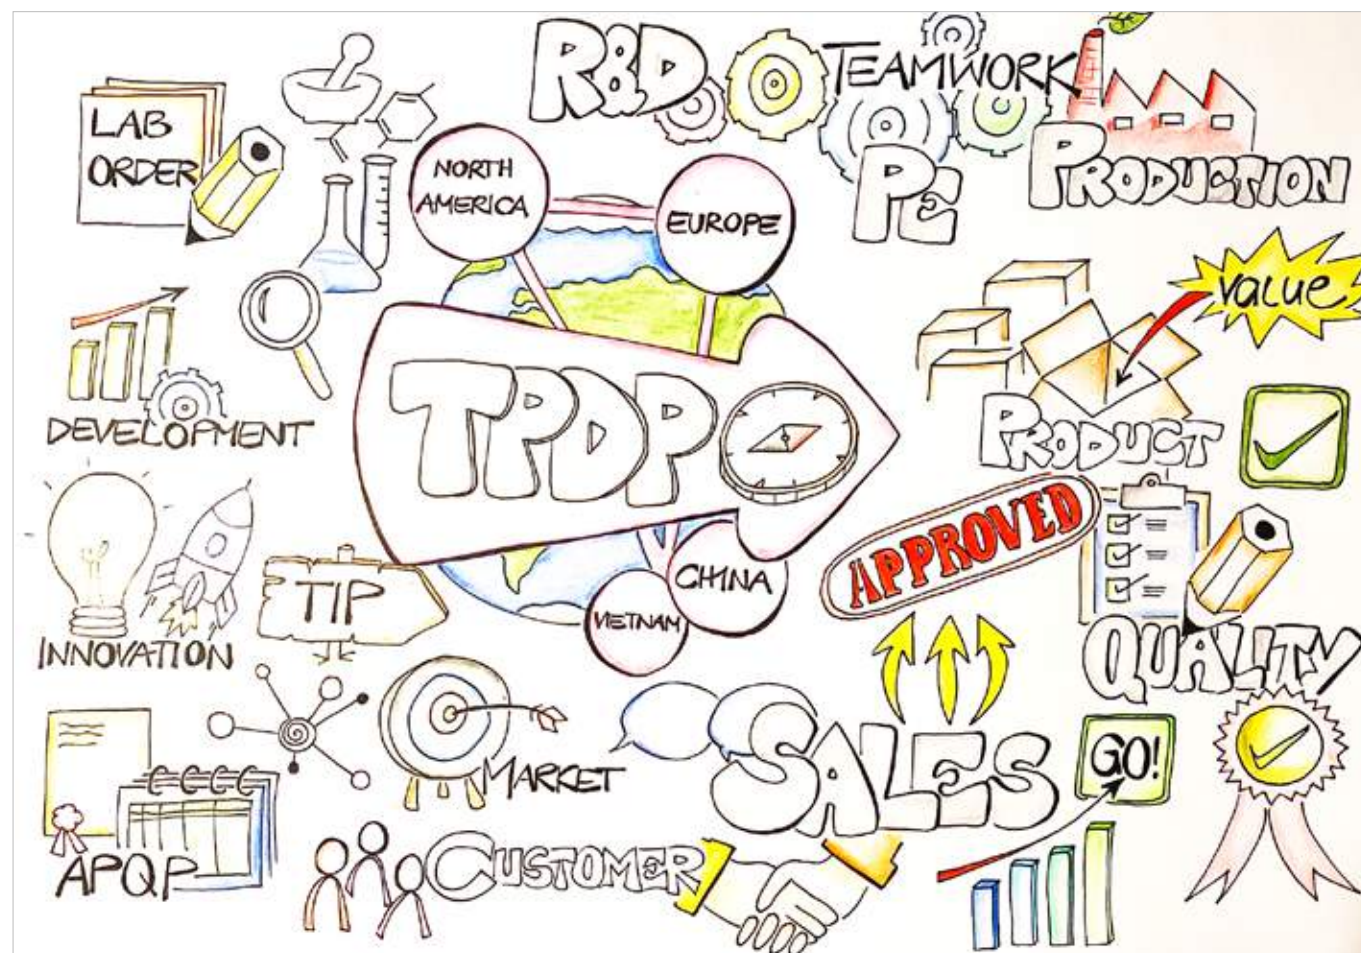 R&D
TEAMWORK
LAB
ORDER
PE
PRODUCTION
NORTH
AMERICA
EUROPE
value
TPDP
DEVELOPMENT
PRODUCT
APPROVED
CHINA
VIETNAM
TIP
INNOVATION
QUALITY
SALES
GO!
MARKET
APQP
CUSTOMER